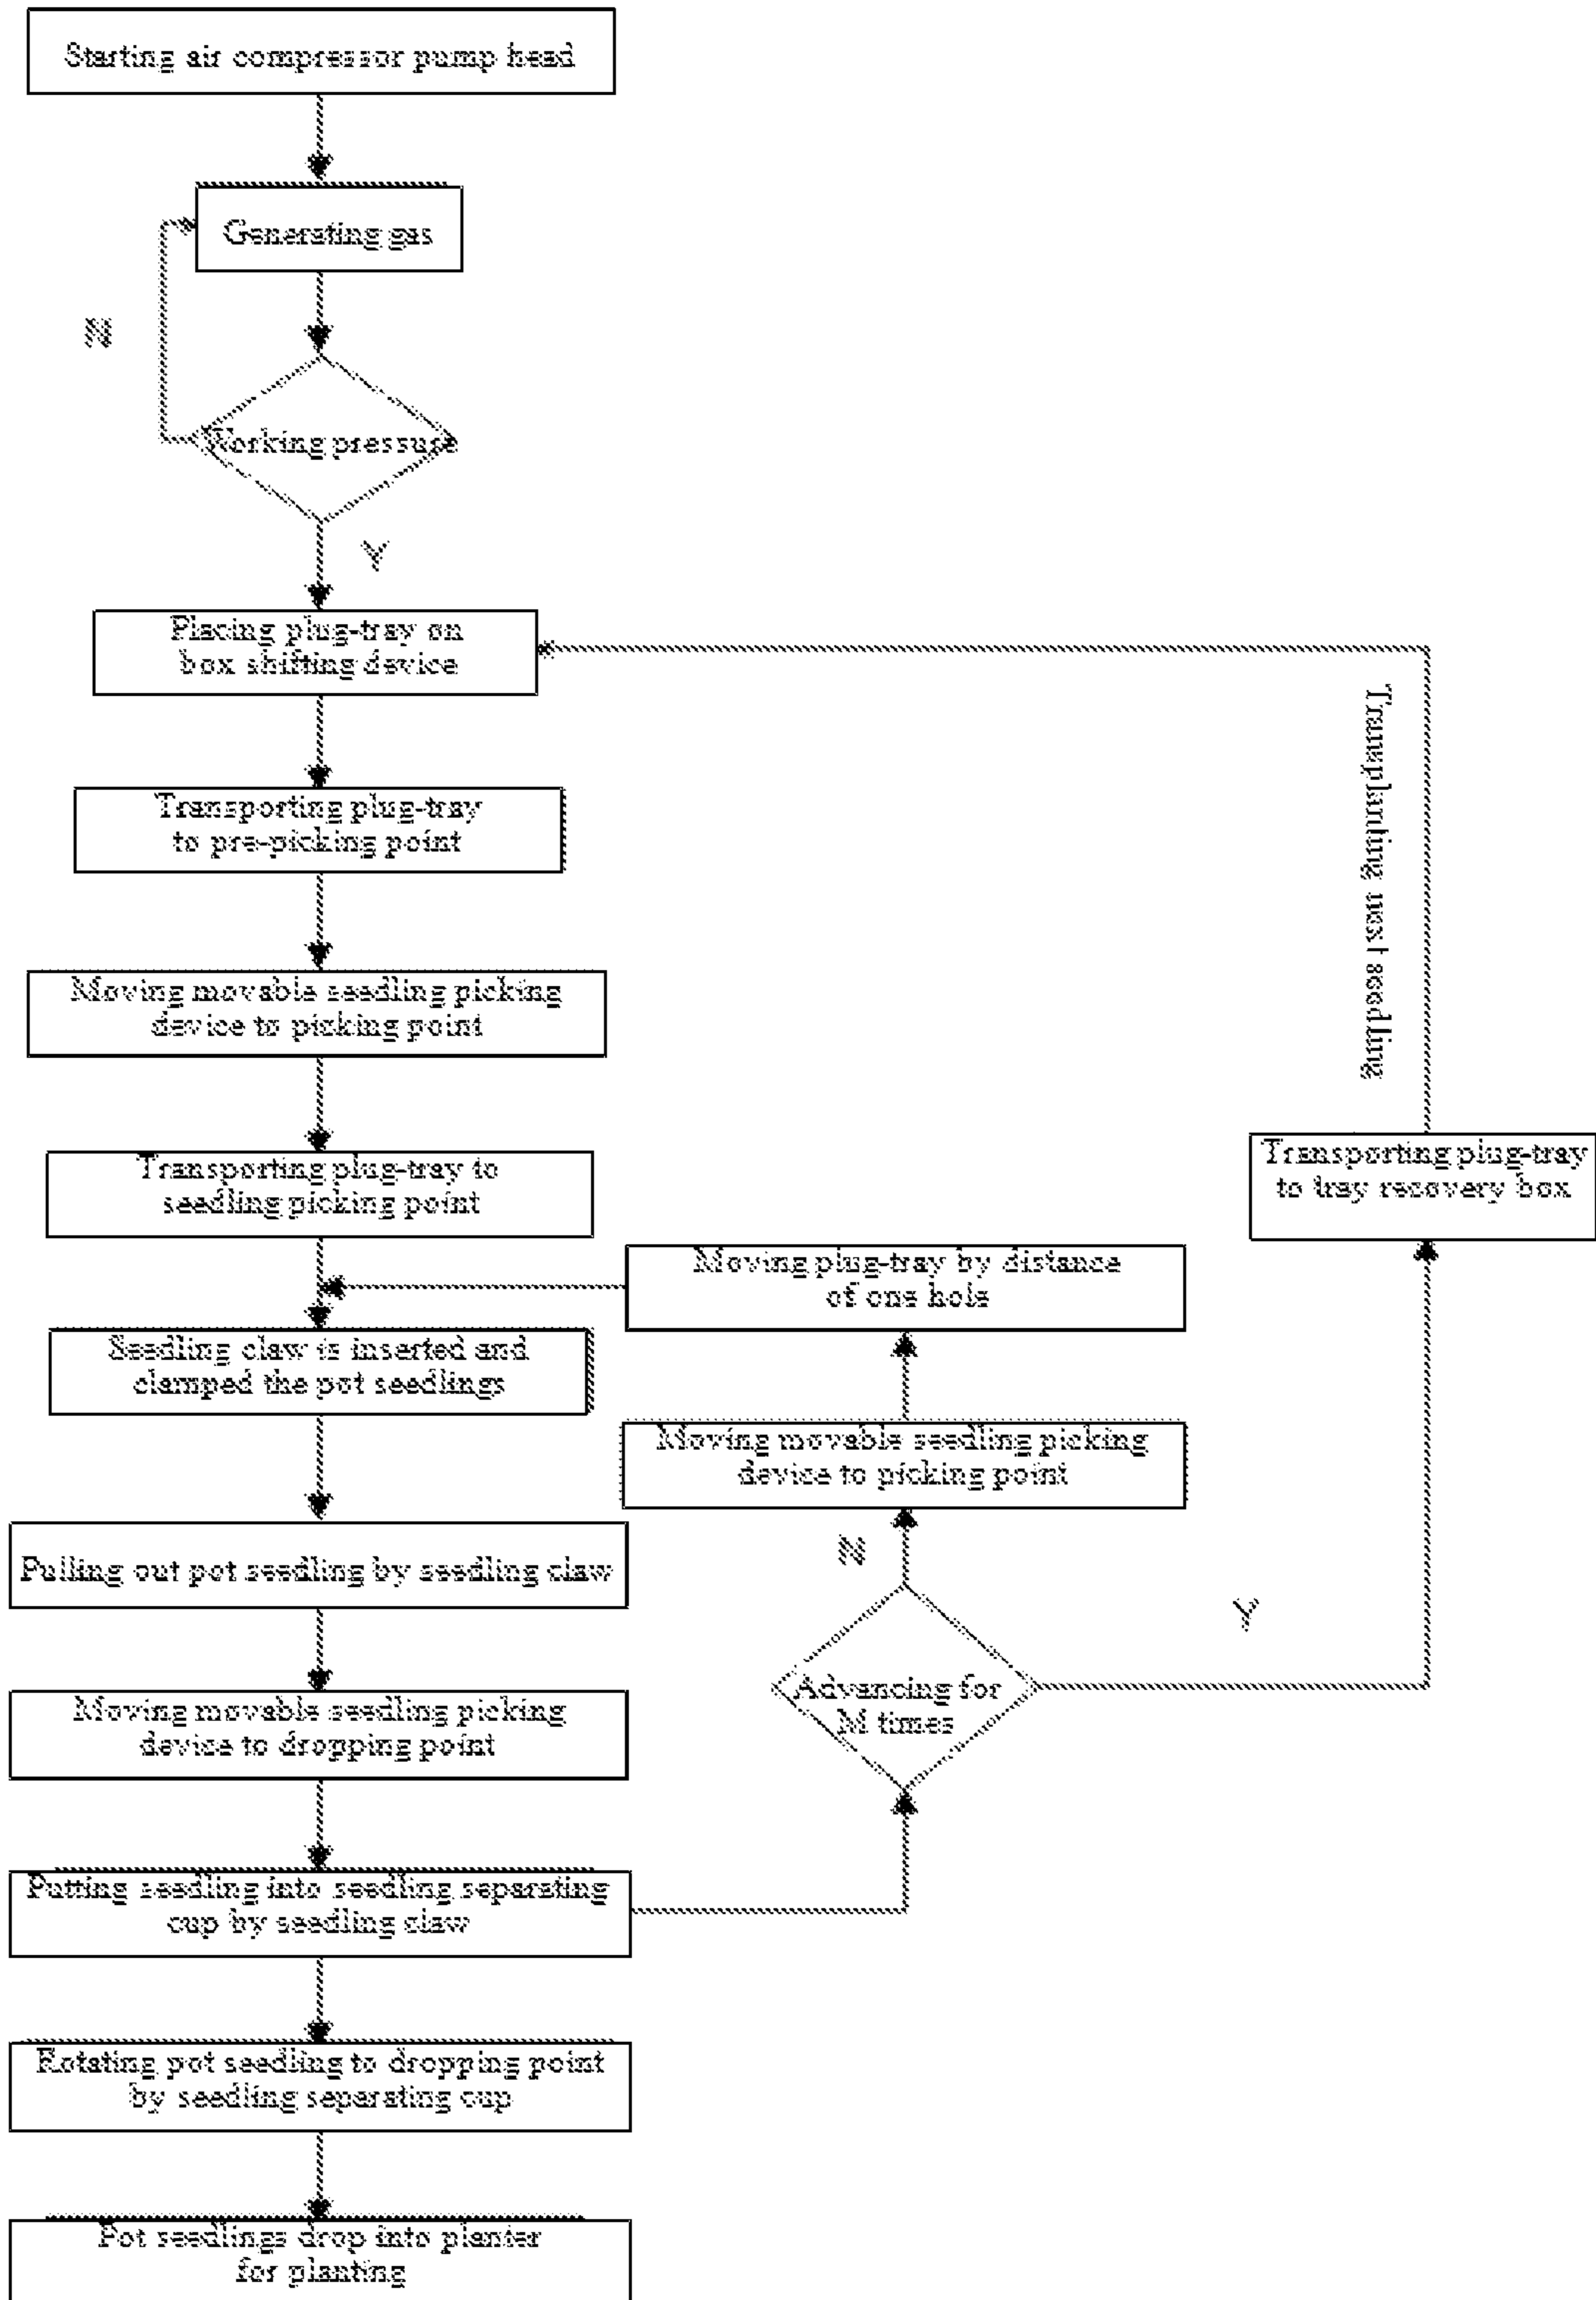 Starting air compressor pump head
Generating gas
N
Working pressure
Y
Placing plug-tray on
box shifting device
Transporting plug-tray
to pre-picking point
Moving movable seedling picking
device to picking point
Transporting plug-tray to
seedling picking point
Seedling claw is inserted and
clamped the pot seedlings
Pulling out pot seedling by seedling claw
Moving movable seedling picking
device to dropping point
Putting seedling into seedling separating
cup by seedling claw
Rotating pot seedling to dropping point
by seedling separating cup
Pot seedlings drop into planter
for planting
Moving plug-tray by distance
of one hole
Moving movable seedling picking
device to picking point
N
Advancing for
M times
Y
Transporting plug-tray
to tray recovery box
Transplanting next seedling